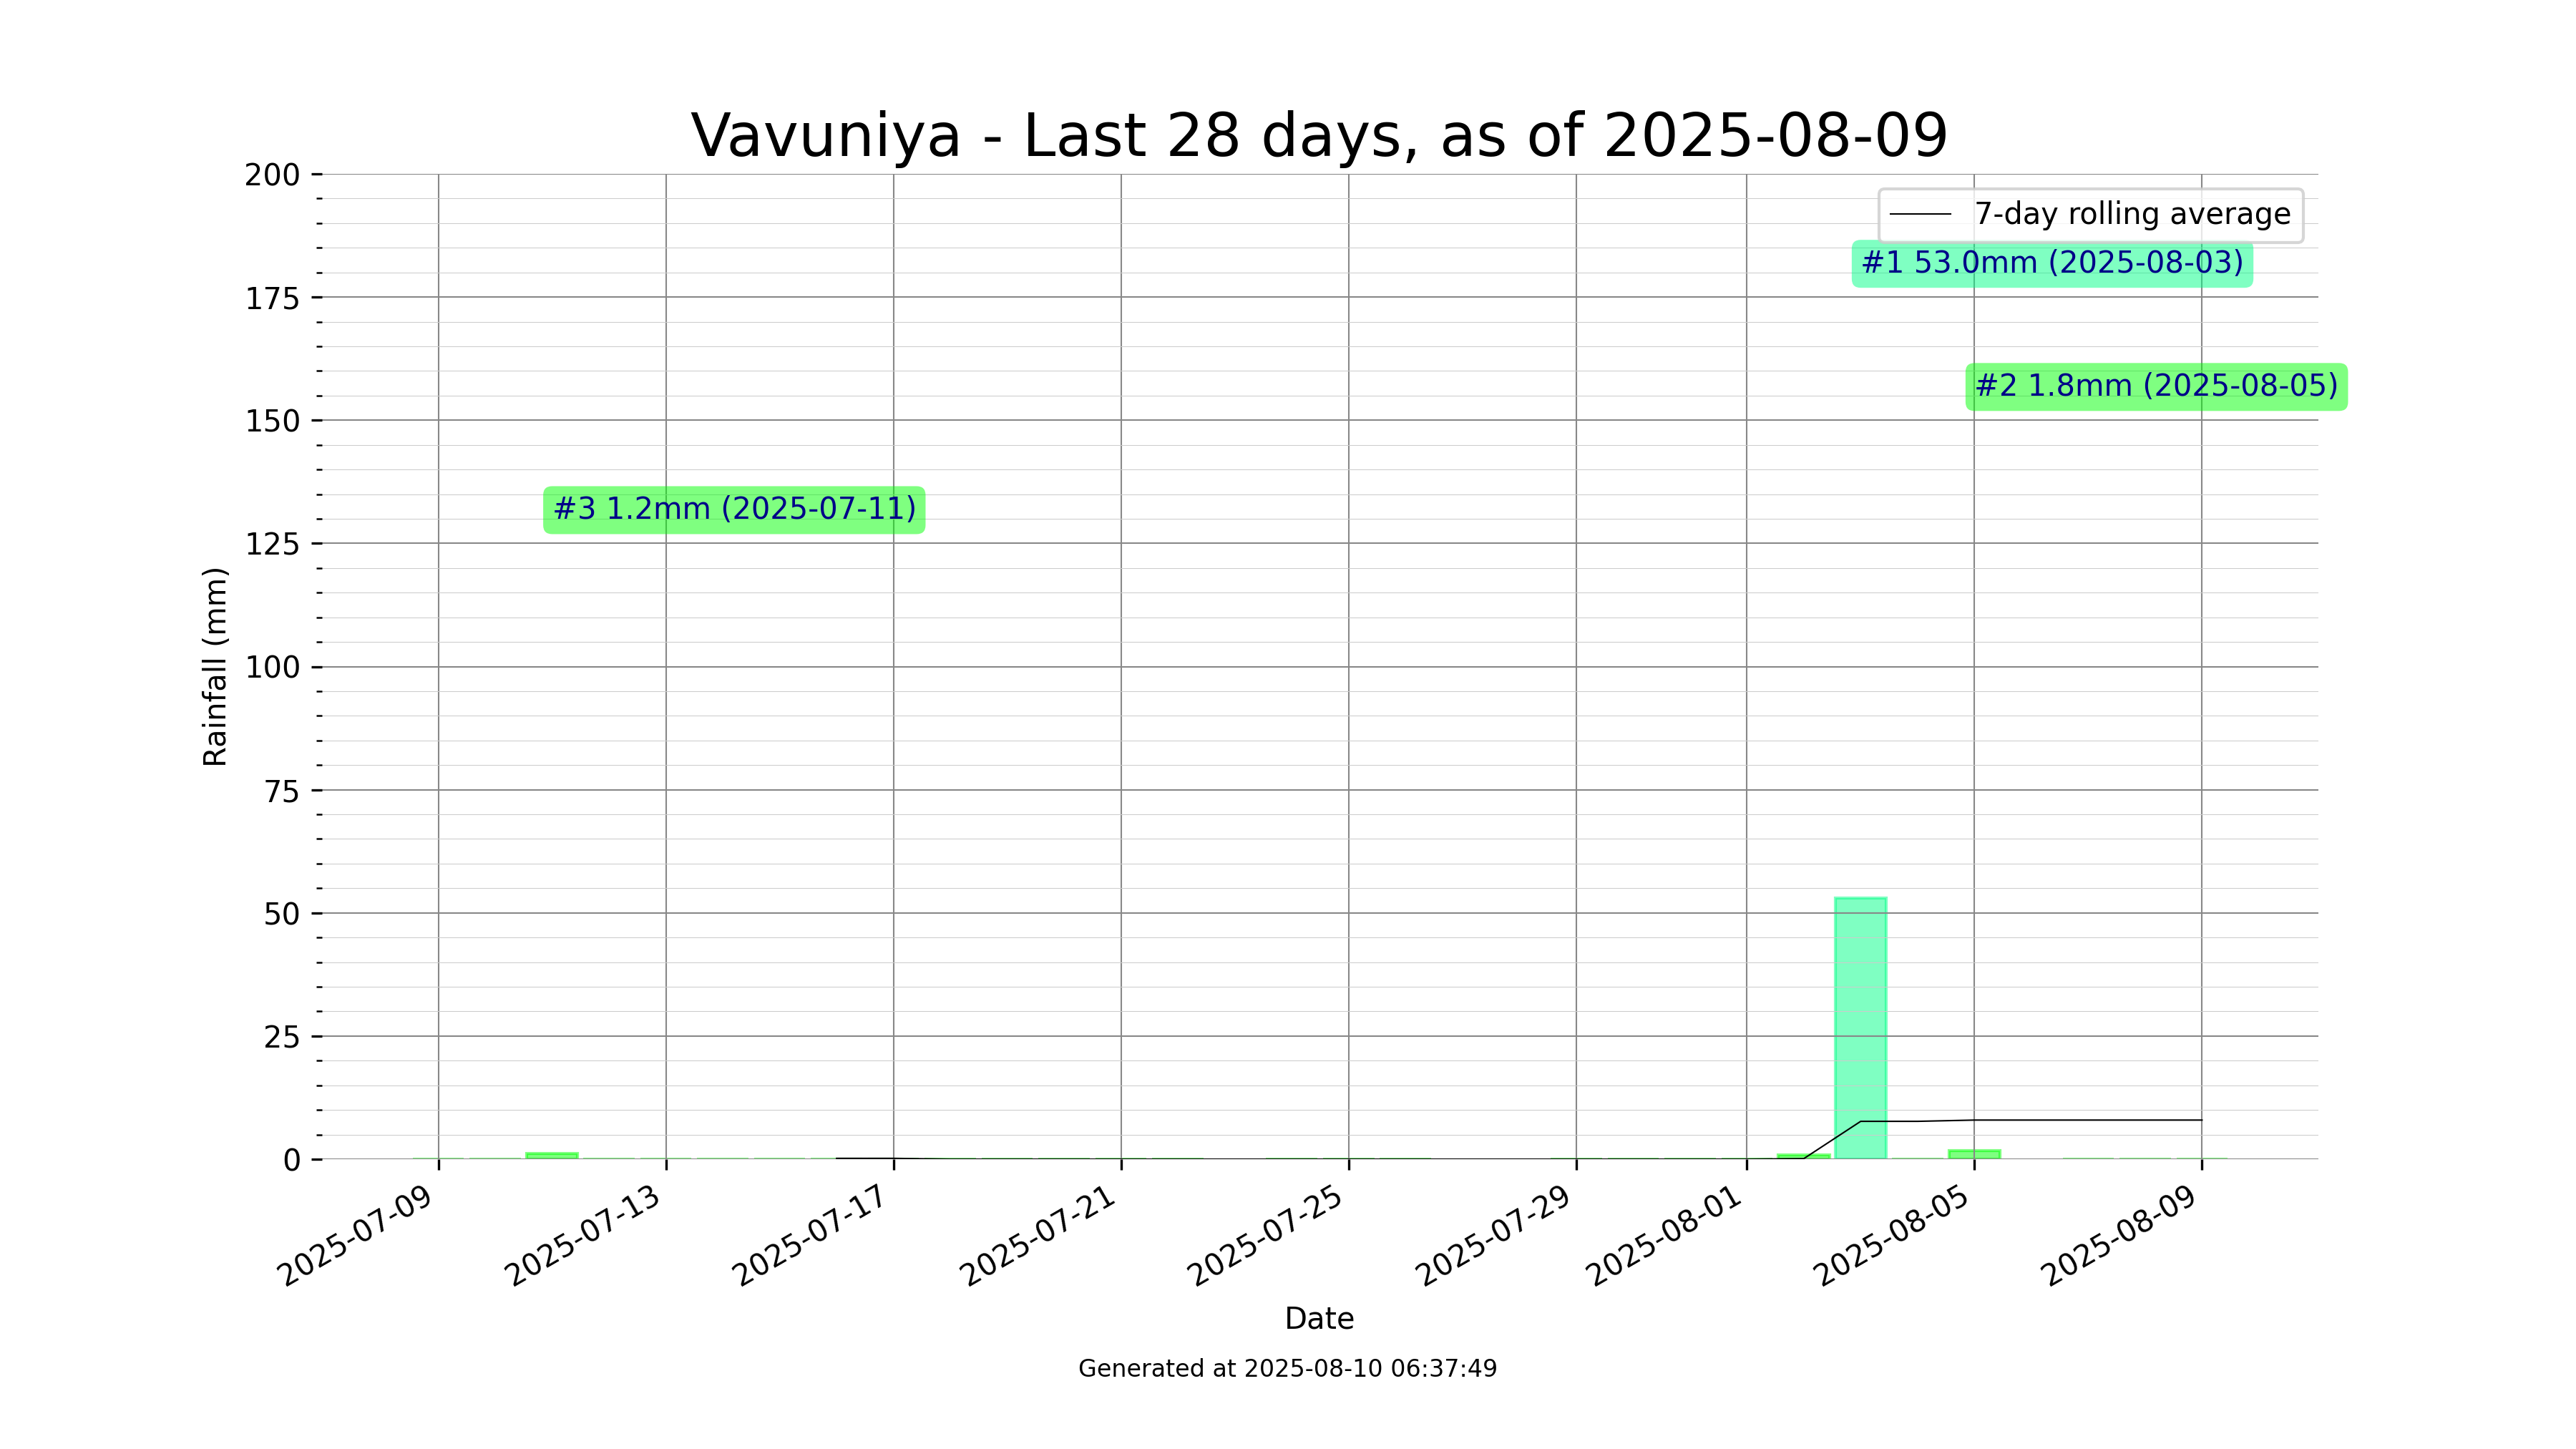 Vavuniya - Last 28 days, as of 2025-08-09
200
175
150
125
100
75
50
25
0
Rainfall (mm)
7-day rolling average
#1 53.0mm (2025-08-03)
#2 1.8mm (2025-08-05)
#3 1.2mm (2025-07-11)
2025-07-09
2025-07-13
2025-07-17
2025-07-21
2025-07-25
2025-07-29
2025-08-01
2025-08-05
2025-08-09
Date
Generated at 2025-08-10 06:37:49